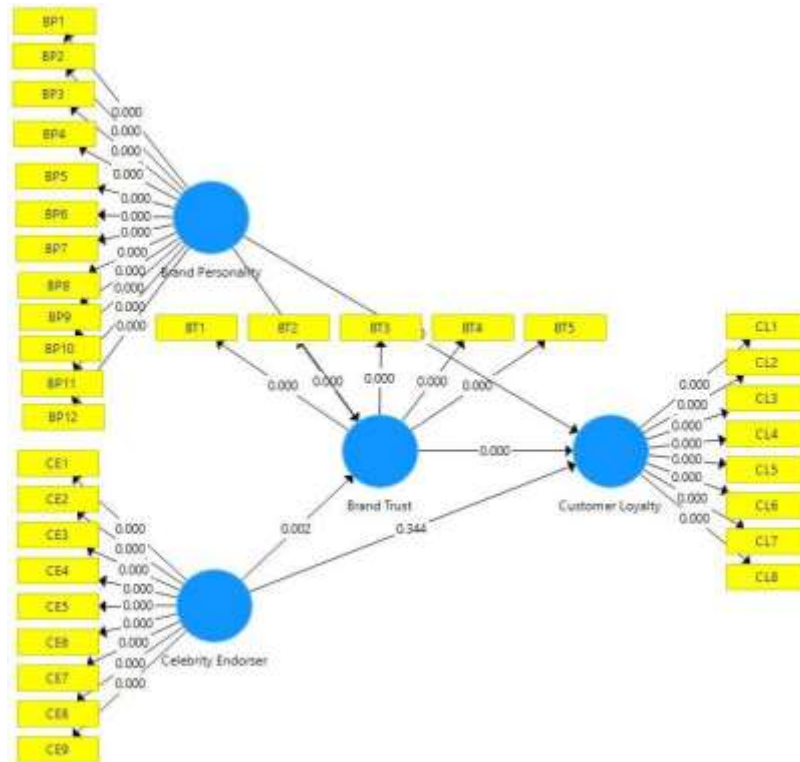 BP1
BP2
BP3
BP4
BP5
BP6
BP7
BP8
BP9
BP10
BP11
BP12
0.000
0.000
0.000
0.000
0.000
0.000
0.000
0.000
0.000
0.000
0.000
Brand Personality
BT1
BT2
BT3
BT4
BT5
0.000
0.000
0.000
0.000
0.000
Brand Trust
0.000
0.002
0.344
CE1
CE2
CE3
CE4
CE5
CE6
CE7
CE8
CE9
0.000
0.000
0.000
0.000
0.000
0.000
0.000
0.000
0.000
Celebrity Endorser
CL1
CL2
CL3
CL4
CL5
CL6
CL7
CL8
0.000
0.000
0.000
0.000
0.000
0.000
0.000
0.000
Customer Loyalty